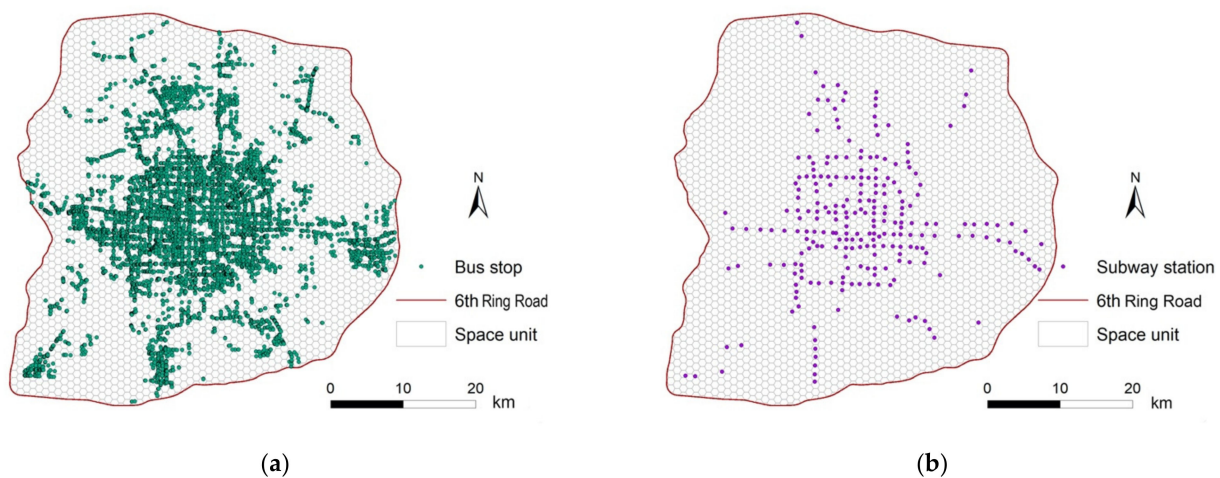 N
Bus stop
6th Ring Road
Space unit
0 10 20
km
(a)
N
Subway station
6th Ring Road
Space unit
0 10 20
km
(b)